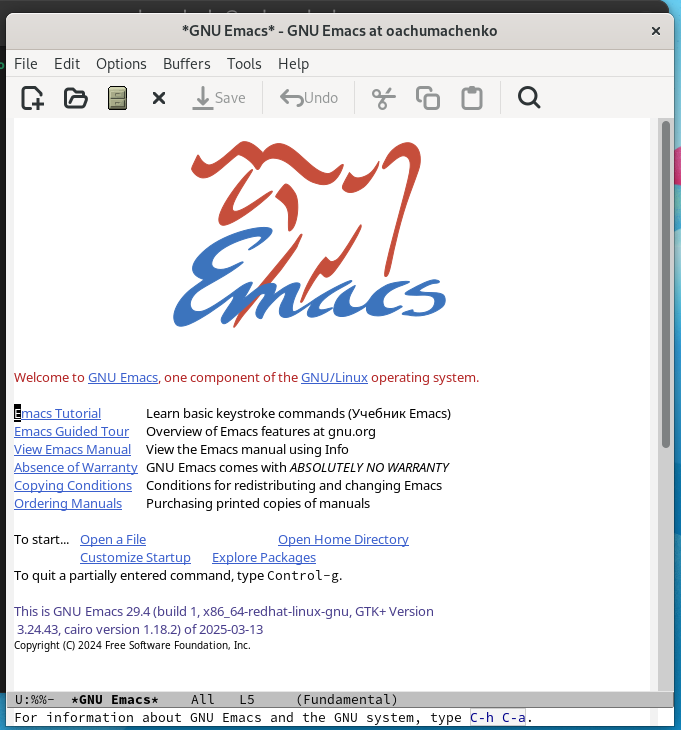 *GNU Emacs* - GNU Emacs at oachumachenko
File Edit Options Buffers Tools Help
Save Undo
Emacs
Welcome to GNU Emacs, one component of the GNU/Linux operating system.
Emacs Tutorial Learn basic keystroke commands (Учебник Emacs)
Emacs Guided Tour Overview of Emacs features at gnu.org
View Emacs Manual View the Emacs manual using Info
Absence of Warranty GNU Emacs comes with ABSOLUTELY NO WARRANTY
Copying Conditions Conditions for redistributing and changing Emacs
Ordering Manuals Purchasing printed copies of manuals
To start... Open a File Open Home Directory
Customize Startup Explore Packages
To quit a partially entered command, type Control-g.
This is GNU Emacs 29.4 (build 1, x86_64-redhat-linux-gnu, GTK+ Version
3.24.43, cairo version 1.18.2) of 2025-03-13
Copyright (C) 2024 Free Software Foundation, Inc.
U:%%- *GNU Emacs* All L5 (Fundamental)
For information about GNU Emacs and the GNU system, type C-h C-a.